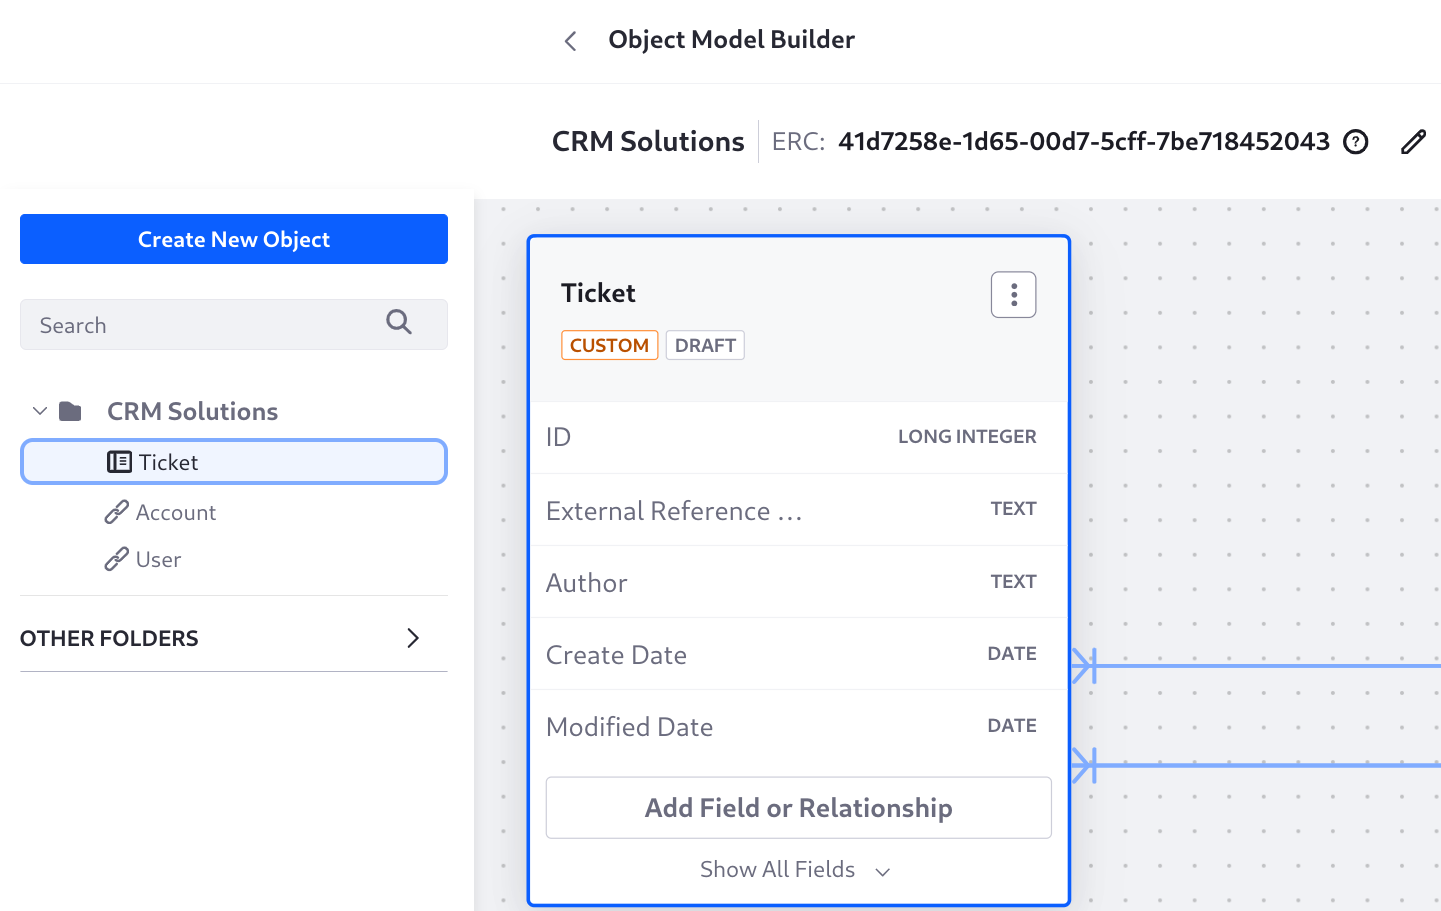 Object Model Builder
CRM Solutions ERC: 41d7258e-1d65-00d7-5cff-7be718452043
Create New Object
Search
CRM Solutions
Ticket
Account
User
OTHER FOLDERS
Ticket
CUSTOM DRAFT
ID LONG INTEGER
External Reference ... TEXT
Author TEXT
Create Date DATE
Modified Date DATE
Add Field or Relationship
Show All Fields